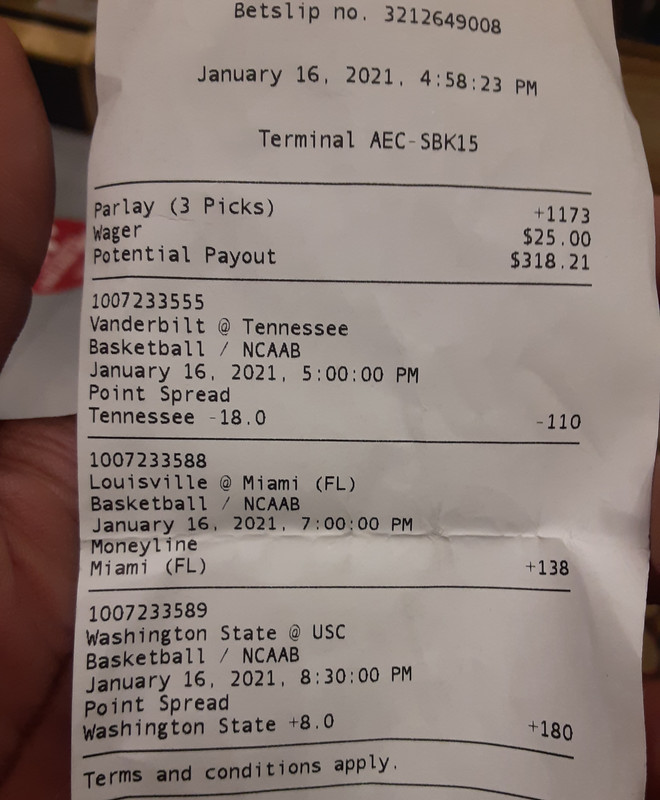 Betslip no. 3212649008
January 16, 2021, 4:58:23 PM
Terminal AEC-SBK15
Parlay (3 Picks) +1173
Wager $25.00
Potential Payout $318.21
1007233555
Vanderbilt @ Tennessee
Basketball / NCAAB
January 16, 2021, 5:00:00 PM
Point Spread
Tennessee -18.0 -110
1007233588
Louisville @ Miami (FL)
Basketball / NCAAB
January 16, 2021, 7:00:00 PM
Moneyline
Miami (FL) +138
1007233589
Washington State @ USC
Basketball / NCAAB
January 16, 2021, 8:30:00 PM
Point Spread
Washington State +8.0 +180
Terms and conditions apply.